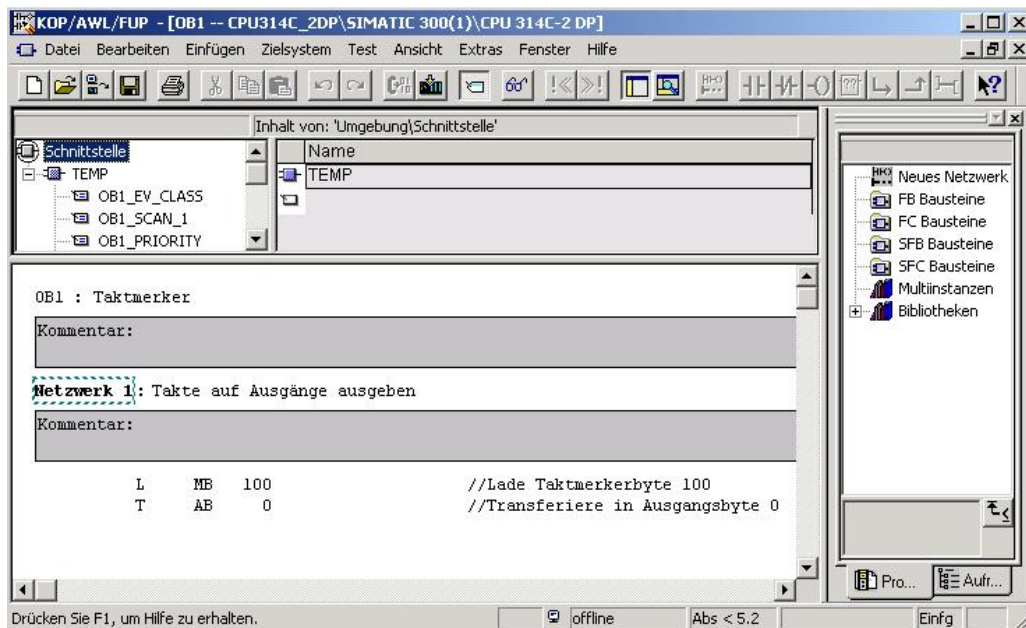 KOP/AWL/FUP - [OB1 -- CPU314C_2DP\SIMATIC 300(1)\CPU 314C-2 DP]
Datei Bearbeiten Einfügen Zielsystem Test Ansicht Extras Fenster Hilfe
Inhalt von: 'Umgebung\Schnittstelle'
Schnittstelle
TEMP
OB1_EV_CLASS
OB1_SCAN_1
OB1_PRIORITY
Name
TEMP
Neues Netzwerk
FB Bausteine
FC Bausteine
SFB Bausteine
SFC Bausteine
Multiinstanzen
Bibliotheken
OB1 : Taktmerker
Kommentar:
Netzwerk 1: Takte auf Ausgänge ausgeben
Kommentar:
L MB 100 //Lade Taktmerkerbyte 100
T AB 0 //Transferiere in Ausgangsbyte 0
Pro... Aufr...
Drücken Sie F1, um Hilfe zu erhalten. offline Abs < 5.2 Einfg